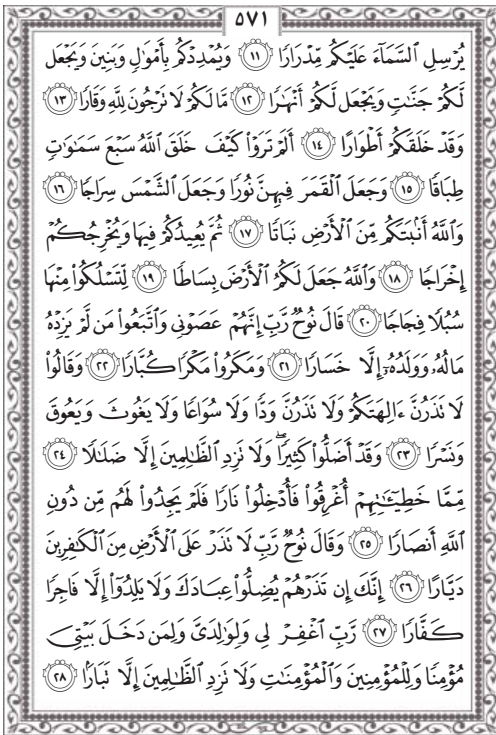 ٥٧١
يُرْسِلِ ٱلسَّمَآءَ عَلَيْكُم مِّدْرَارًا ١١ وَيُمْدِدْكُم بِأَمْوَٰلٍ وَبَنِينَ وَيَجْعَل
لَّكُمْ جَنَّٰتٍ وَيَجْعَل لَّكُمْ أَنْهَٰرًا ١٢ مَّا لَكُمْ لَا تَرْجُونَ لِلَّهِ وَقَارًا ١٣
وَقَدْ خَلَقَكُمْ أَطْوَارًا ١٤ أَلَمْ تَرَوْا۟ كَيْفَ خَلَقَ ٱللَّهُ سَبْعَ سَمَٰوَٰتٍ
طِبَاقًا ١٥ وَجَعَلَ ٱلْقَمَرَ فِيهِنَّ نُورًا وَجَعَلَ ٱلشَّمْسَ سِرَاجًا ١٦
وَٱللَّهُ أَنۢبَتَكُم مِّنَ ٱلْأَرْضِ نَبَاتًا ١٧ ثُمَّ يُعِيدُكُمْ فِيهَا وَيُخْرِجُكُمْ
إِخْرَاجًا ١٨ وَٱللَّهُ جَعَلَ لَكُمُ ٱلْأَرْضَ بِسَاطًا ١٩ لِّتَسْلُكُوا۟ مِنْهَا
سُبُلًا فِجَاجًا ٢٠ قَالَ نُوحٌ رَّبِّ إِنَّهُمْ عَصَوْنِى وَٱتَّبَعُوا۟ مَن لَّمْ يَزِدْهُ
مَالُهُۥ وَوَلَدُهُۥٓ إِلَّا خَسَارًا ٢١ وَمَكَرُوا۟ مَكْرًا كُبَّارًا ٢٢ وَقَالُوا۟
لَا تَذَرُنَّ ءَالِهَتَكُمْ وَلَا تَذَرُنَّ وَدًّا وَلَا سُوَاعًا وَلَا يَغُوثَ وَيَعُوقَ
وَنَسْرًا ٢٣ وَقَدْ أَضَلُّوا۟ كَثِيرًا ۖ وَلَا تَزِدِ ٱلظَّٰلِمِينَ إِلَّا ضَلَٰلًا ٢٤
مِّمَّا خَطِيٓـَٰٔتِهِمْ أُغْرِقُوا۟ فَأُدْخِلُوا۟ نَارًا فَلَمْ يَجِدُوا۟ لَهُم مِّن دُونِ
ٱللَّهِ أَنصَارًا ٢٥ وَقَالَ نُوحٌ رَّبِّ لَا تَذَرْ عَلَى ٱلْأَرْضِ مِنَ ٱلْكَٰفِرِينَ
دَيَّارًا ٢٦ إِنَّكَ إِن تَذَرْهُمْ يُضِلُّوا۟ عِبَادَكَ وَلَا يَلِدُوٓا۟ إِلَّا فَاجِرًا
كَفَّارًا ٢٧ رَّبِّ ٱغْفِرْ لِى وَلِوَٰلِدَىَّ وَلِمَن دَخَلَ بَيْتِىَ
مُؤْمِنًا وَلِلْمُؤْمِنِينَ وَٱلْمُؤْمِنَٰتِ وَلَا تَزِدِ ٱلظَّٰلِمِينَ إِلَّا تَبَارًۢا ٢٨